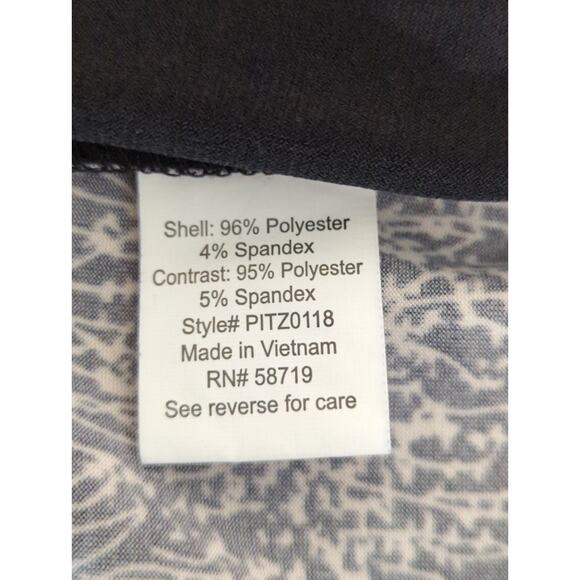 Shell: 96% Polyester
4% Spandex
Contrast: 95% Polyester
5% Spandex
Style# PITZ0118
Made in Vietnam
RN# 58719
See reverse for care